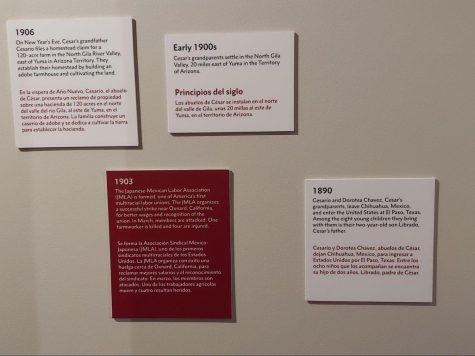 1906
On New Year's Eve, Cesar's grandfather
Cesario files a homestead claim for a
120- acre farm in the North Gila River Valley,
east of Yuma in Arizona Territory. They
establish their homestead by building an
adobe farmhouse and cultivating the land.
En la víspera de Año Nuevo, Cesario, el abuelo
de César, presenta un reclamo de propiedad
sobre una hacienda de 120 acres en el norte
del valle del río Gila, al este de Yuma, en el
territorio de Arizona. La familia construye un
caserío de adobe y se dedica a cultivar la tierra
para establecer la hacienda.
Early 1900s
Cesar's grandparents settle in the North Gila
Valley, 20 miles east of Yuma in the Territory
of Arizona.
Principios del siglo
Los abuelos de César se instalan en el norte
del valle de Gila, unas 20 millas al este de
Yuma, en el territorio de Arizona.
1903
The Japanese-Mexican Labor Association
(JMLA) is formed, one of America's first
multiracial labor unions. The JMLA organizes
a successful strike near Oxnard, California,
for better wages and recognition of the
union. In March, members are attacked. One
farmworker is killed and four are injured.
Se forma la Asociación Sindical Mexico-
Japonesa (JMLA), uno de los primeros
sindicatos multirraciales de los Estados
Unidos. La JMLA organiza con éxito una
huelga cerca de Oxnard, California, para
reclamar mejores salarios y el reconocimiento
del sindicato. En marzo, los miembros son
atacados. Uno de los trabajadores agrícolas
muere y cuatro resultan heridos.
1890
Cesario and Dorotea Chávez, Cesar's
grandparents, leave Chihuahua, Mexico,
and enter the United States at El Paso, Texas.
Among the eight young children they bring
with them is their two-year-old son Librado,
Cesar's father.
Cesario y Dorotea Chávez, abuelos de César,
dejan Chihuahua, México, para ingresar a
Estados Unidos por El Paso, Texas. Entre los
ocho niños que los acompañan se encuentra
su hijo de dos años, Librado, padre de César.